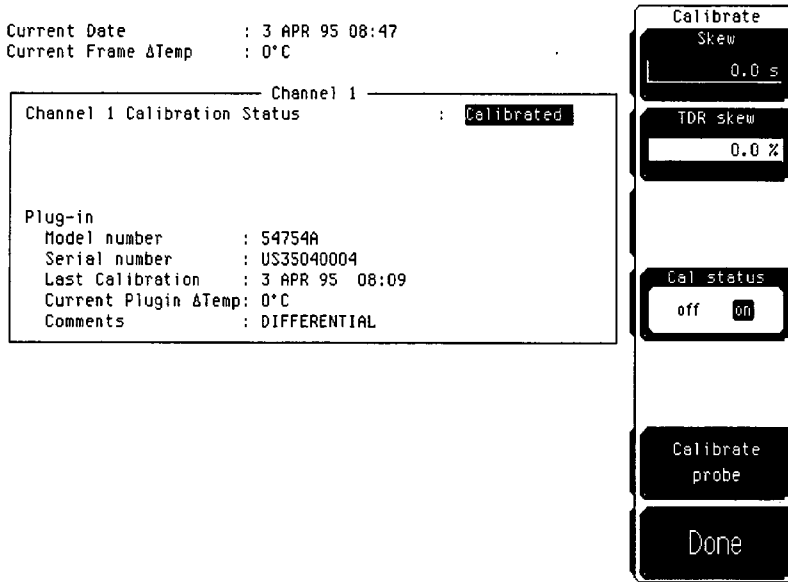 Current Date : 3 APR 95 08:47
Current Frame ΔTemp : 0°C
Channel 1
Channel 1 Calibration Status : Calibrated
Plug-in
Model number : 54754A
Serial number : US35040004
Last Calibration : 3 APR 95 08:09
Current Plugin ΔTemp: 0°C
Comments : DIFFERENTIAL
Calibrate
Skew
0.0 s
TDR skew
0.0 %
Cal status
off on
Calibrate
probe
Done